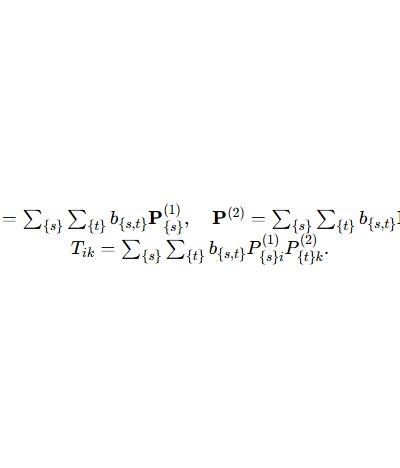 = ∑_{{s}} ∑_{{t}} b_{{s,t}} 𝐏^{(1)}_{{s}}, 𝐏^{(2)} = ∑_{{s}} ∑_{{t}} b_{{s,t}}
T_{ik} = ∑_{{s}} ∑_{{t}} b_{{s,t}} P^{(1)}_{{s}i} P^{(2)}_{{t}k}.